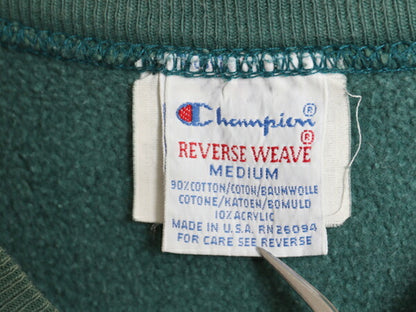 Champion®
REVERSE WEAVE®
MEDIUM
90% COTTON/COTON/BAUMWOLLE
COTONE/KATOEN/BOMULD
10% ACRYLIC
MADE IN U.S.A. RN 26094
FOR CARE SEE REVERSE